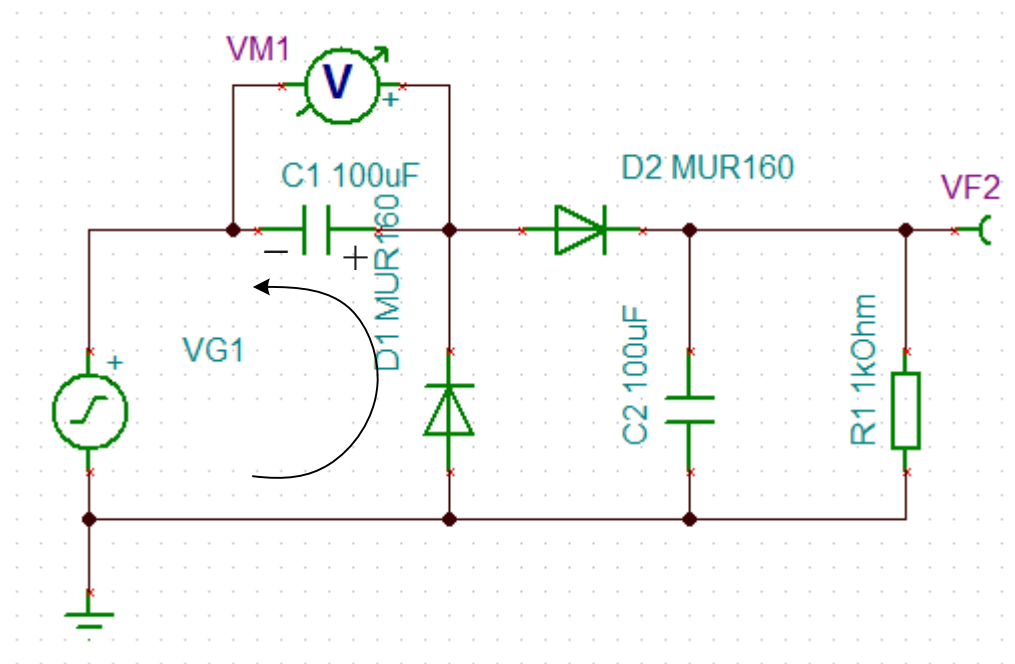 VM1
V
+
C1 100uF
D2 MUR160
VF2
− +
D1 MUR160
VG1
+
C2 100uF
R1 1kOhm